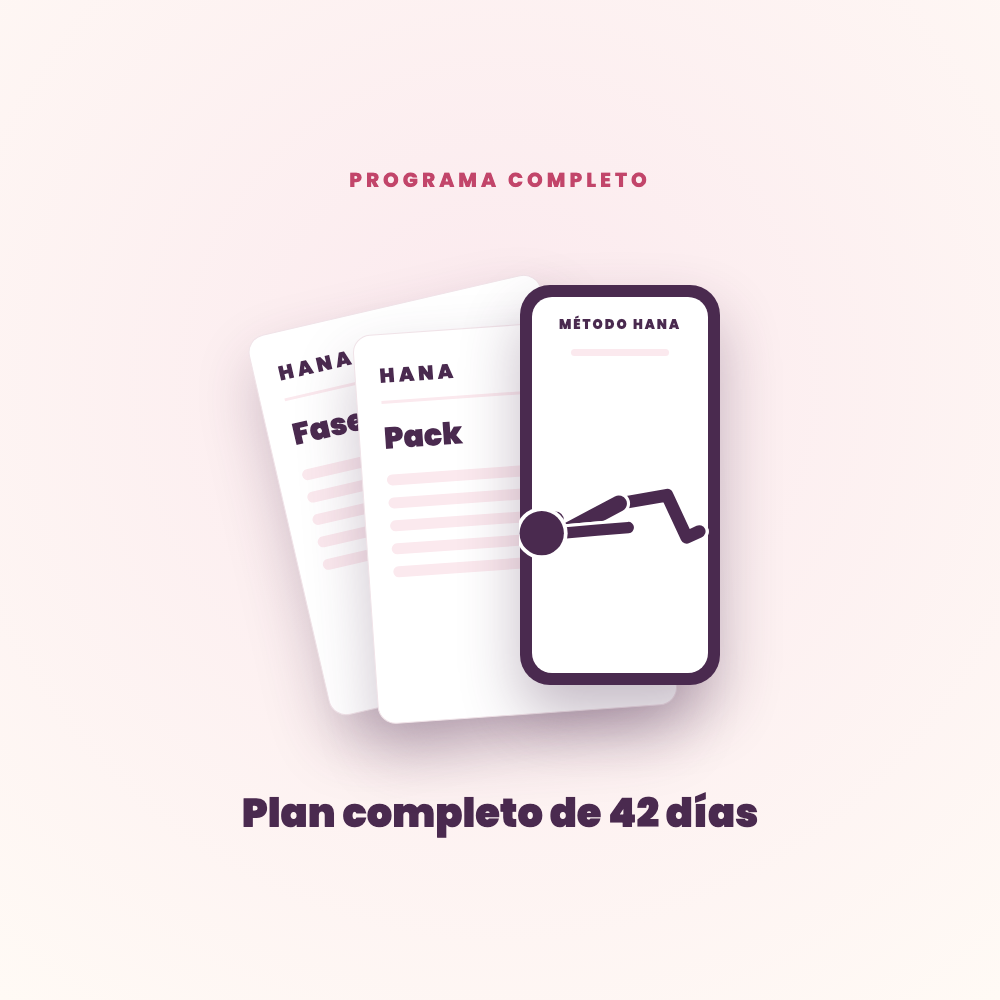 PROGRAMA COMPLETO
HANA
Fase
HANA
Pack
MÉTODO HANA
Plan completo de 42 días